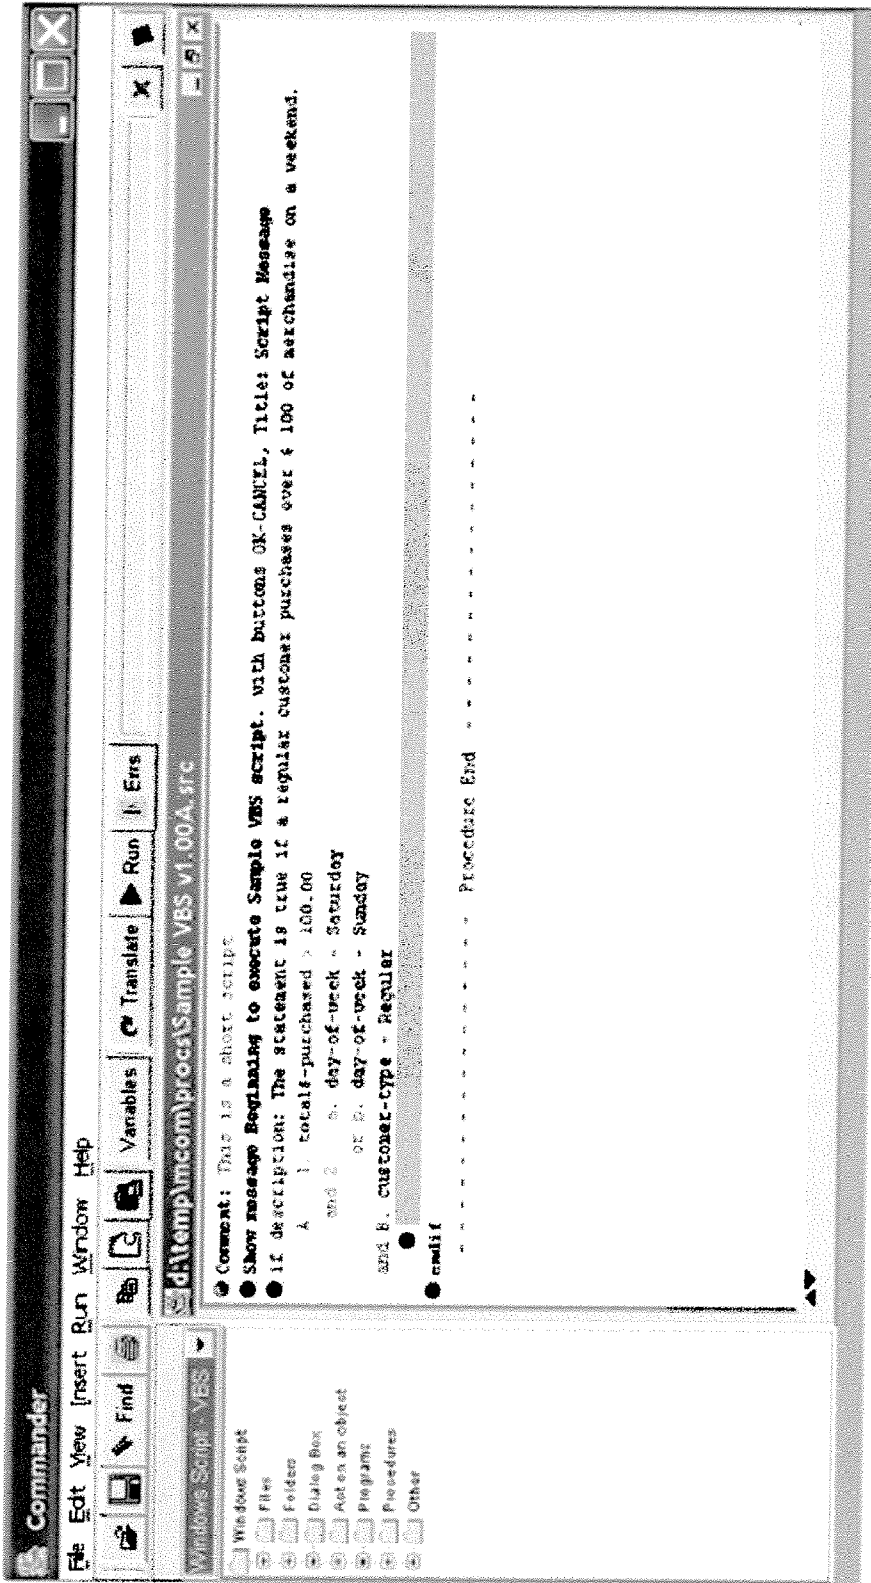 Commander
File Edit View Insert Run Window Help
Find Variables Translate Run Errs
Windows Script - VBS
Windows Script
Files
Folders
Dialog Box
Act on an object
Programs
Procedures
Other
d:\temp\mcom\procs\Sample VBS v1.00A.src
Comment: This is a short script
Show message Beginning to execute Sample VBS script. with buttons OK-CANCEL, Title: Script Message
if description: The statement is true if a regular customer purchases over $ 100 of merchandise on a weekend.
A 1. total$-purchased > 100.00
and 2 a. day-of-week = Saturday
or b. day-of-week = Sunday
and B. customer-type = Regular
endif
- - - - - - - - - - - - - - - - - - Procedure End - - - - - - - - - - - - - - - - - -